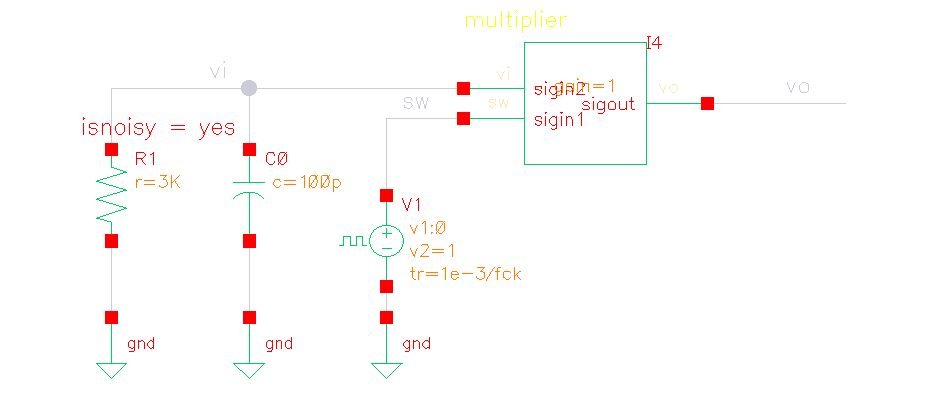 multiplier
I4
vi
vi
sigin2
gain=1
vo
vo
sw
sw
sigout
sigin1
isnoisy = yes
R1
r=3K
C0
c=100p
V1
v1:0
v2=1
tr=1e-3/fck
gnd
gnd
gnd